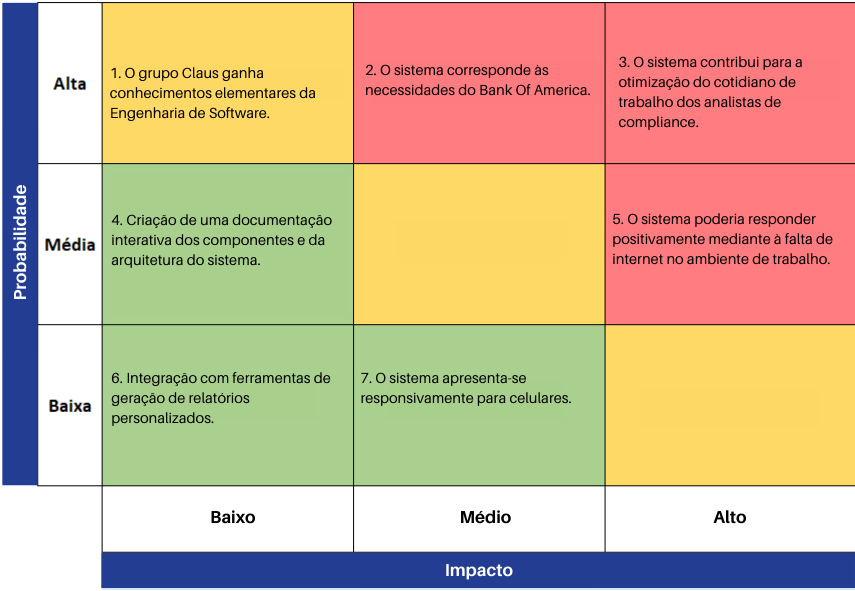 Probabilidade
Alta
1. O grupo Claus ganha
conhecimentos elementares da
Engenharia de Software.
2. O sistema corresponde às
necessidades do Bank Of America.
3. O sistema contribui para a
otimização do cotidiano de
trabalho dos analistas de
compliance.
Média
4. Criação de uma documentação
interativa dos componentes e da
arquitetura do sistema.
5. O sistema poderia responder
positivamente mediante à falta de
internet no ambiente de trabalho.
Baixa
6. Integração com ferramentas de
geração de relatórios
personalizados.
7. O sistema apresenta-se
responsivamente para celulares.
Baixo
Médio
Alto
Impacto